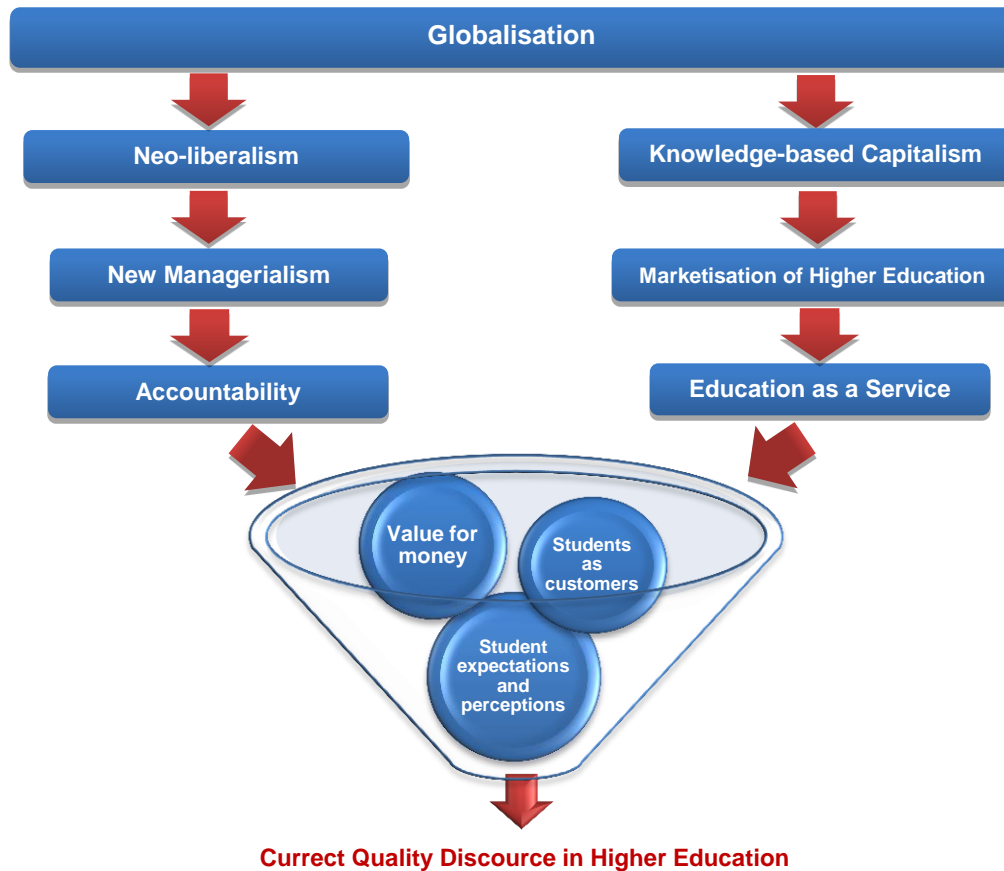 Globalisation
Neo-liberalism
Knowledge-based Capitalism
New Managerialism
Marketisation of Higher Education
Accountability
Education as a Service
Value for
money
Students
as
customers
Student
expectations
and
perceptions
Currect Quality Discource in Higher Education